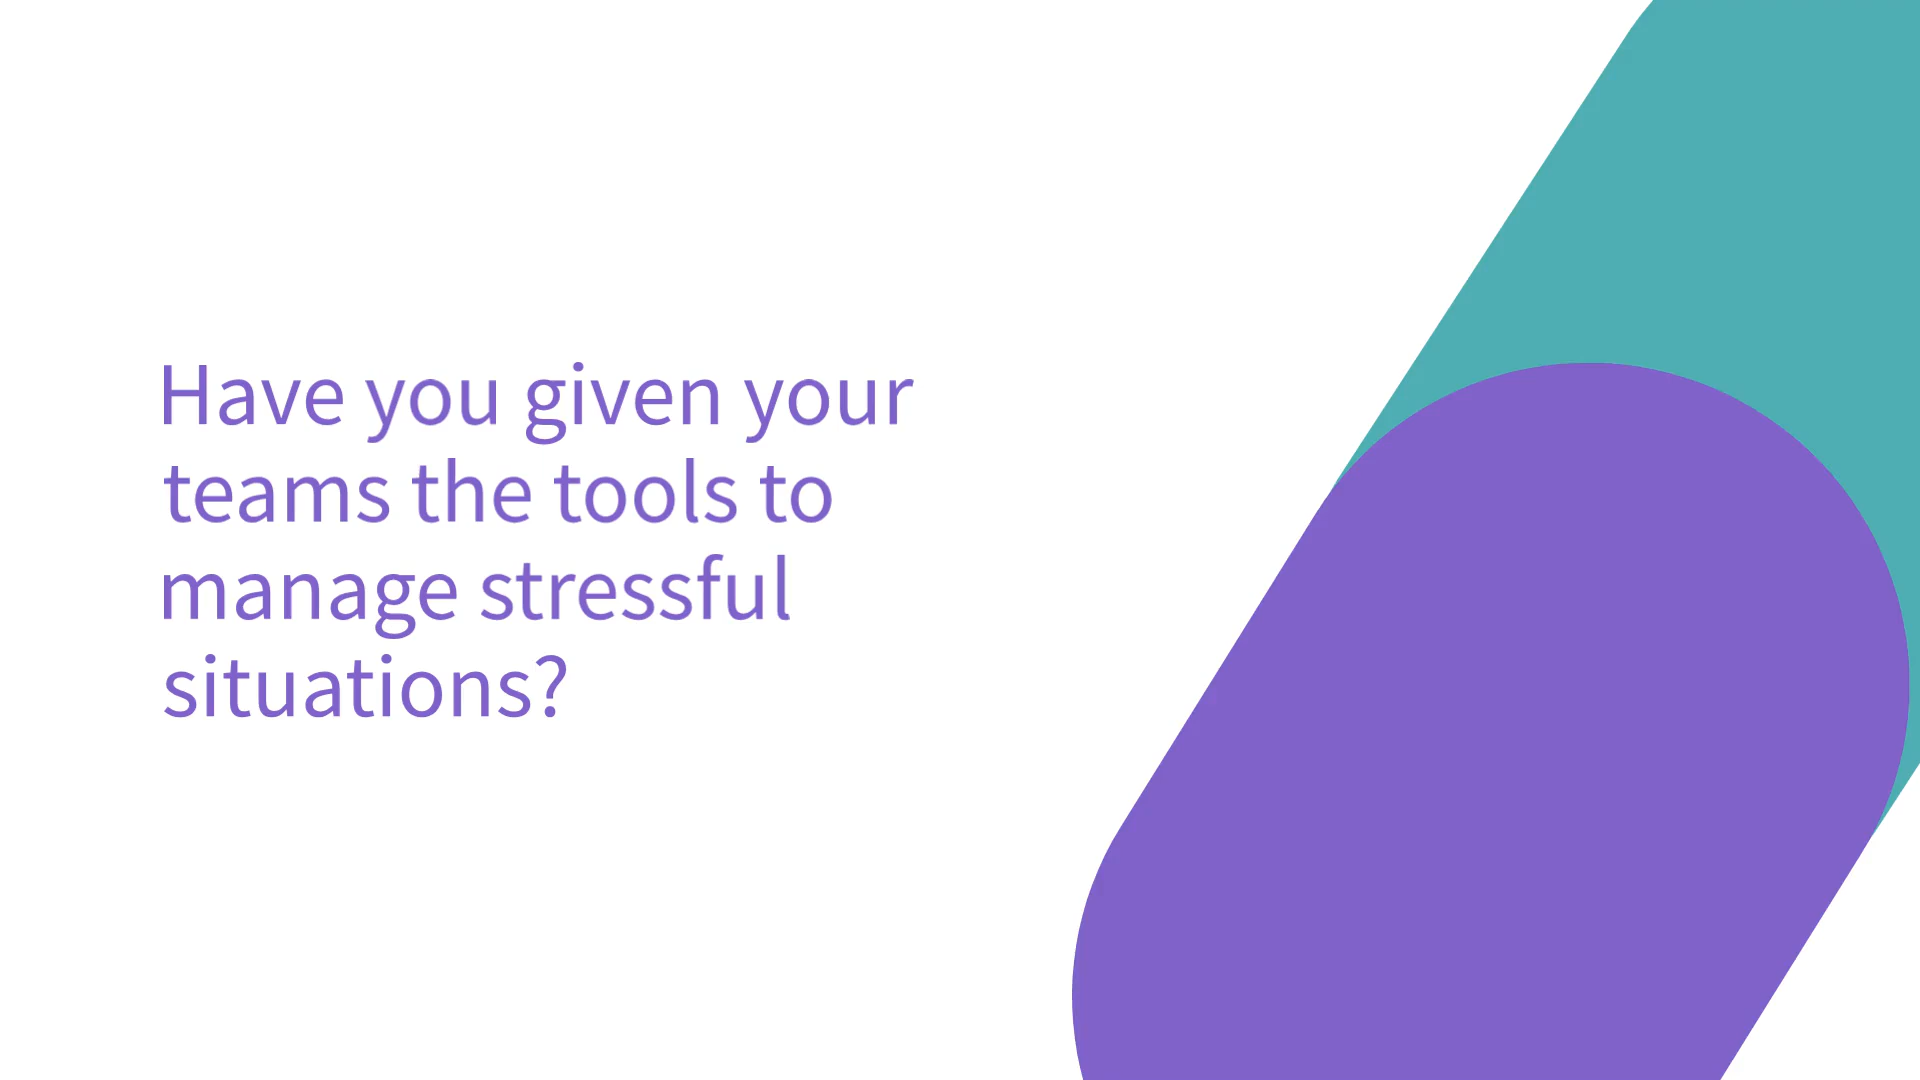 Have you given your
teams the tools to
manage stressful
situations?